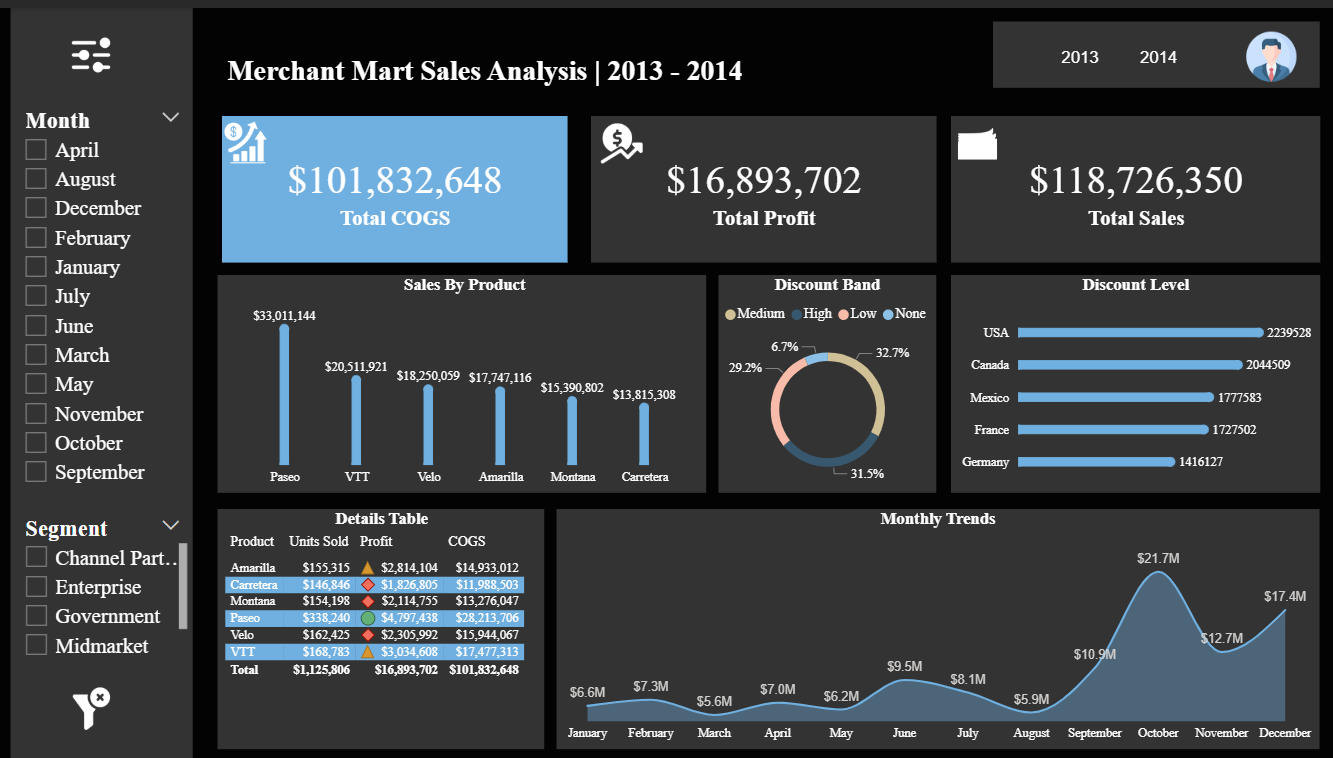 2013 2014
Merchant Mart Sales Analysis | 2013 - 2014
Month
April
August
December
February
January
July
June
March
May
November
October
September
Segment
Channel Part…
Enterprise
Government
Midmarket
$101,832,648
Total COGS
$16,893,702
Total Profit
$118,726,350
Total Sales
Sales By Product
$33,011,144
$20,511,921
$18,250,059
$17,747,116
$15,390,802
$13,815,308
Paseo VTT Velo Amarilla Montana Carretera
Discount Band
Medium High Low None
6.7%
32.7%
29.2%
31.5%
Discount Level
USA 2239528
Canada 2044509
Mexico 1777583
France 1727502
Germany 1416127
Details Table
Product Units Sold Profit COGS
Amarilla $155,315 $2,814,104 $14,933,012
Carretera $146,846 $1,826,805 $11,988,503
Montana $154,198 $2,114,755 $13,276,047
Paseo $338,240 $4,797,438 $28,213,706
Velo $162,425 $2,305,992 $15,944,067
VTT $168,783 $3,034,608 $17,477,313
Total $1,125,806 $16,893,702 $101,832,648
Monthly Trends
$6.6M $7.3M $5.6M $7.0M $6.2M $9.5M $8.1M $5.9M $10.9M $21.7M $12.7M $17.4M
January February March April May June July August September October November December